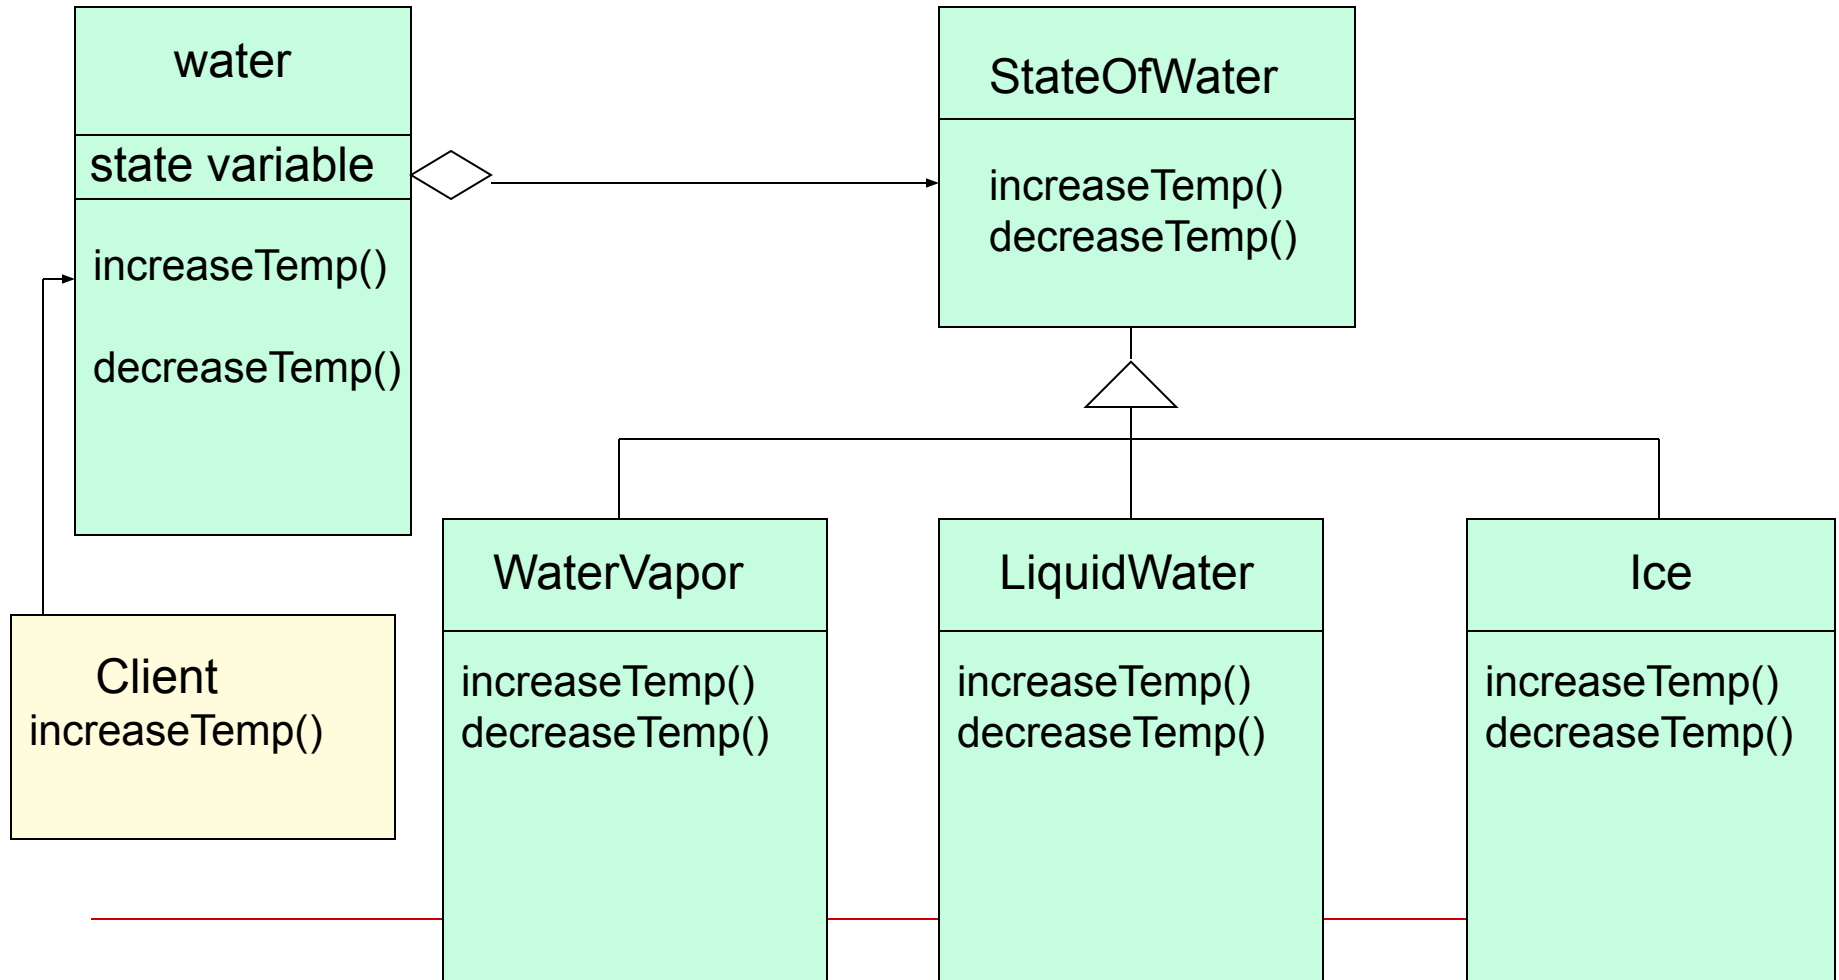 water
state variable
increaseTemp()
decreaseTemp()
StateOfWater
increaseTemp()
decreaseTemp()
Client
increaseTemp()
WaterVapor
increaseTemp()
decreaseTemp()
LiquidWater
increaseTemp()
decreaseTemp()
Ice
increaseTemp()
decreaseTemp()